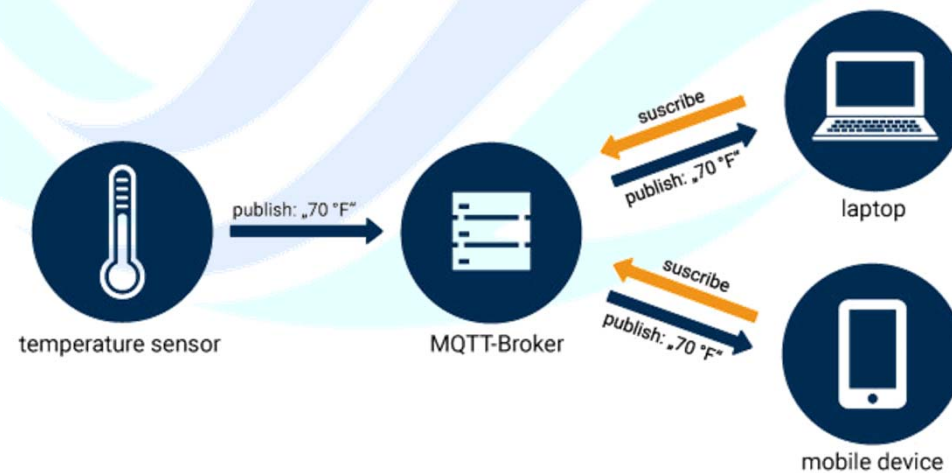 suscribe
publish: „70 °F“
laptop
publish: „70 °F“
temperature sensor
MQTT-Broker
suscribe
publish: „70 °F“
mobile device